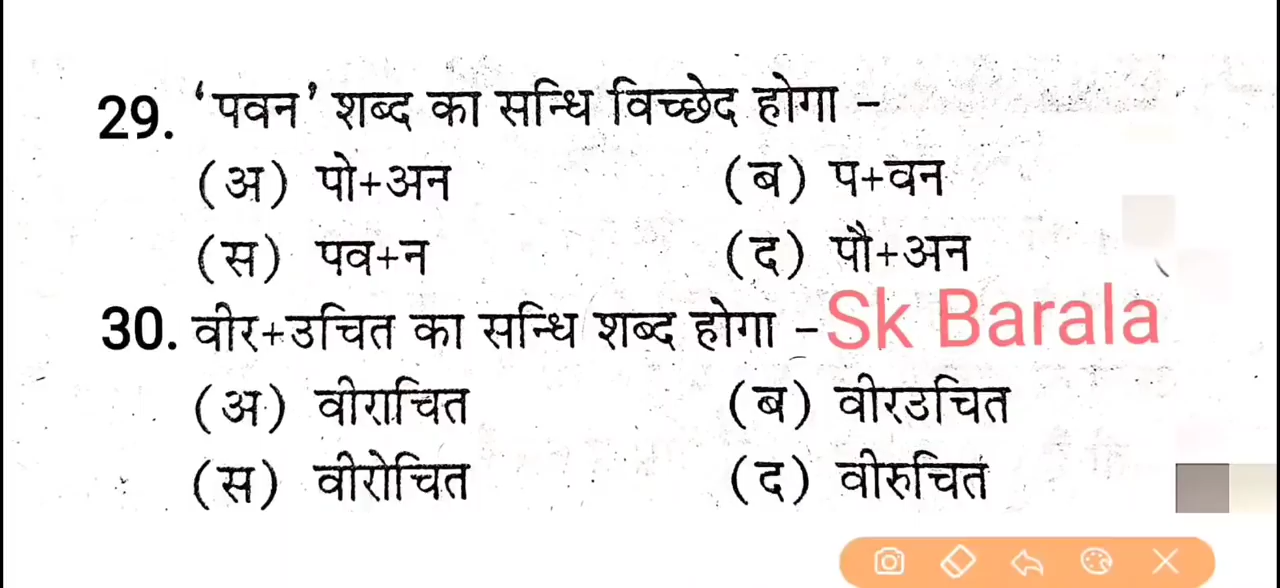 29. ‘पवन’ शब्द का सन्धि विच्छेद होगा –
(अ) पो+अन (ब) प+वन
(स) पव+न (द) पौ+अन
30. वीर+उचित का सन्धि शब्द होगा – Sk Barala
(अ) वीराचित (ब) वीरउचित
(स) वीरोचित (द) वीरुचित